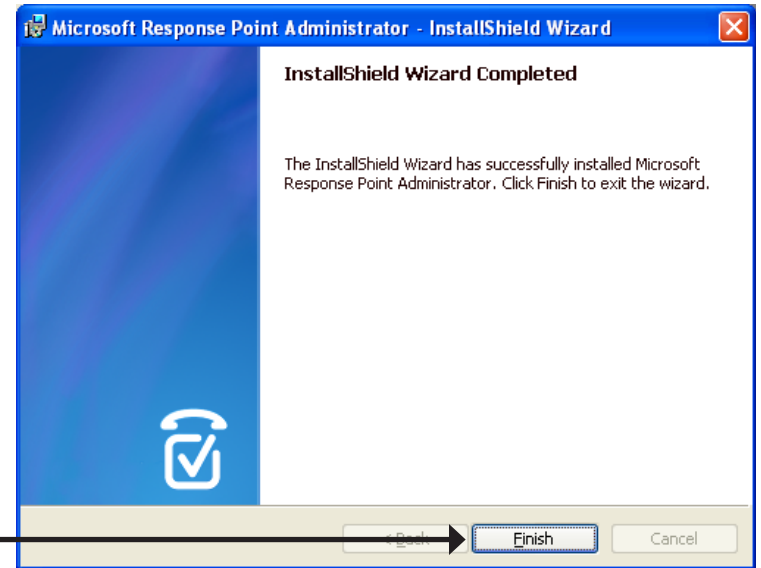 Microsoft Response Point Administrator - InstallShield Wizard
InstallShield Wizard Completed
The InstallShield Wizard has successfully installed Microsoft
Response Point Administrator. Click Finish to exit the wizard.
< Back
Finish
Cancel